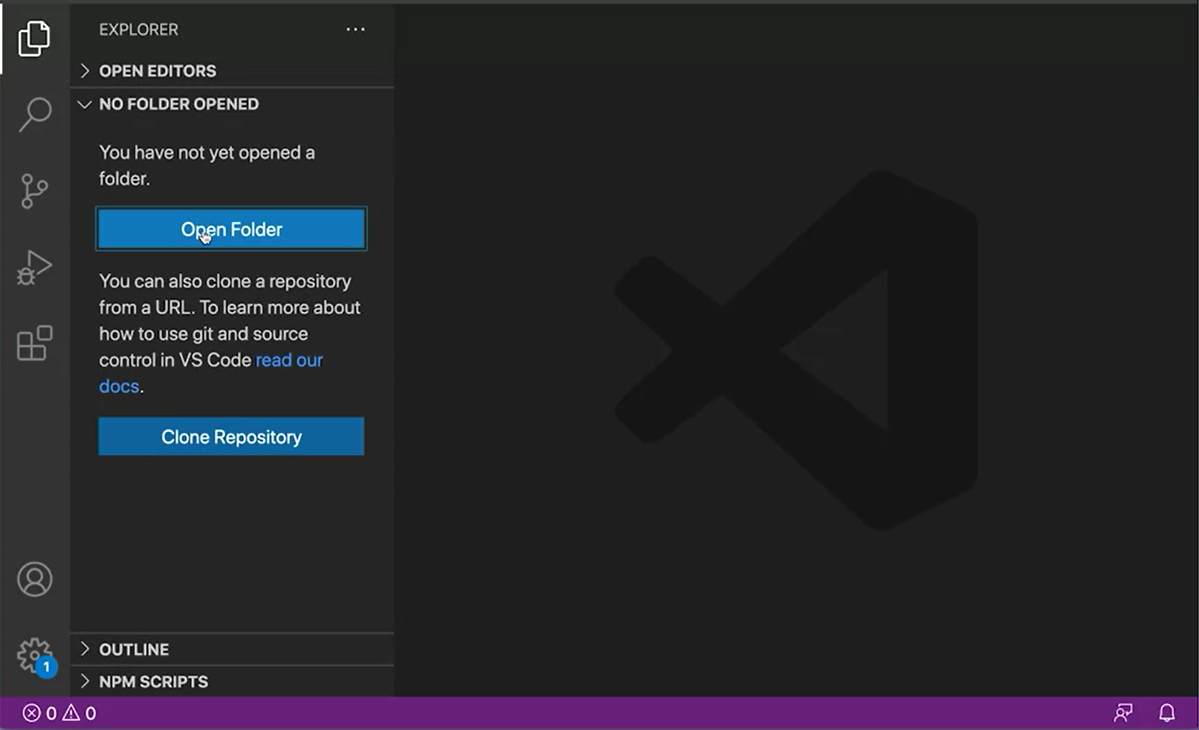 EXPLORER ...
OPEN EDITORS
NO FOLDER OPENED
You have not yet opened a
folder.
Open Folder
You can also clone a repository
from a URL. To learn more about
how to use git and source
control in VS Code read our
docs.
Clone Repository
OUTLINE
1
NPM SCRIPTS
0 0